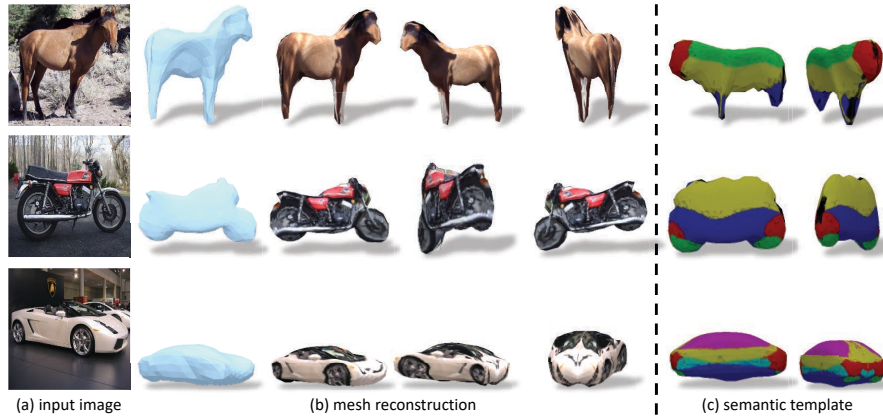 (a) input image
(b) mesh reconstruction
(c) semantic template